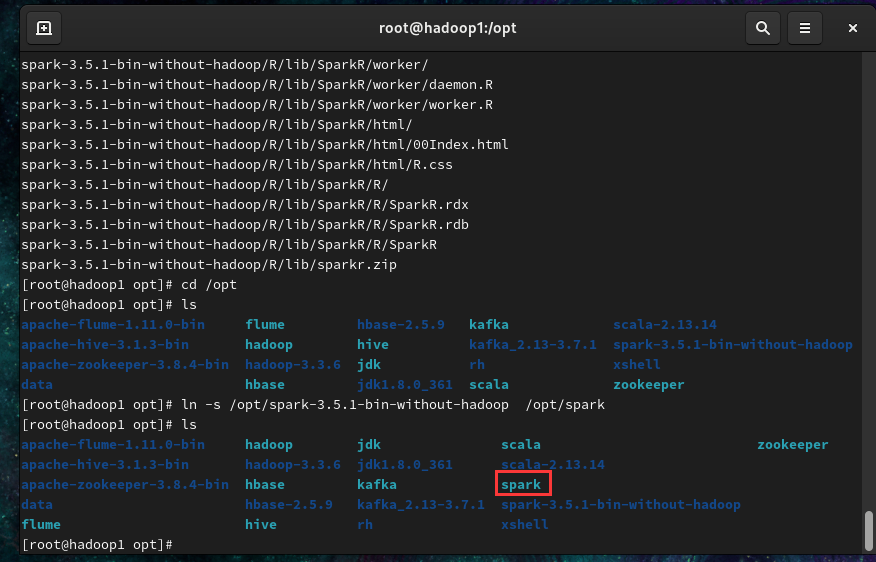 root@hadoop1:/opt
spark-3.5.1-bin-without-hadoop/R/lib/SparkR/worker/
spark-3.5.1-bin-without-hadoop/R/lib/SparkR/worker/daemon.R
spark-3.5.1-bin-without-hadoop/R/lib/SparkR/worker/worker.R
spark-3.5.1-bin-without-hadoop/R/lib/SparkR/html/
spark-3.5.1-bin-without-hadoop/R/lib/SparkR/html/00Index.html
spark-3.5.1-bin-without-hadoop/R/lib/SparkR/html/R.css
spark-3.5.1-bin-without-hadoop/R/lib/SparkR/R/
spark-3.5.1-bin-without-hadoop/R/lib/SparkR/R/SparkR.rdx
spark-3.5.1-bin-without-hadoop/R/lib/SparkR/R/SparkR.rdb
spark-3.5.1-bin-without-hadoop/R/lib/SparkR/R/SparkR
spark-3.5.1-bin-without-hadoop/R/lib/sparkr.zip
[root@hadoop1 opt]# cd /opt
[root@hadoop1 opt]# ls
apache-flume-1.11.0-bin flume hbase-2.5.9 kafka scala-2.13.14
apache-hive-3.1.3-bin hadoop hive kafka_2.13-3.7.1 spark-3.5.1-bin-without-hadoop
apache-zookeeper-3.8.4-bin hadoop-3.3.6 jdk rh xshell
data hbase jdk1.8.0_361 scala zookeeper
[root@hadoop1 opt]# ln -s /opt/spark-3.5.1-bin-without-hadoop  /opt/spark
[root@hadoop1 opt]# ls
apache-flume-1.11.0-bin hadoop jdk scala zookeeper
apache-hive-3.1.3-bin hadoop-3.3.6 jdk1.8.0_361 scala-2.13.14
apache-zookeeper-3.8.4-bin hbase kafka spark
data hbase-2.5.9 kafka_2.13-3.7.1 spark-3.5.1-bin-without-hadoop
flume hive rh xshell
[root@hadoop1 opt]#